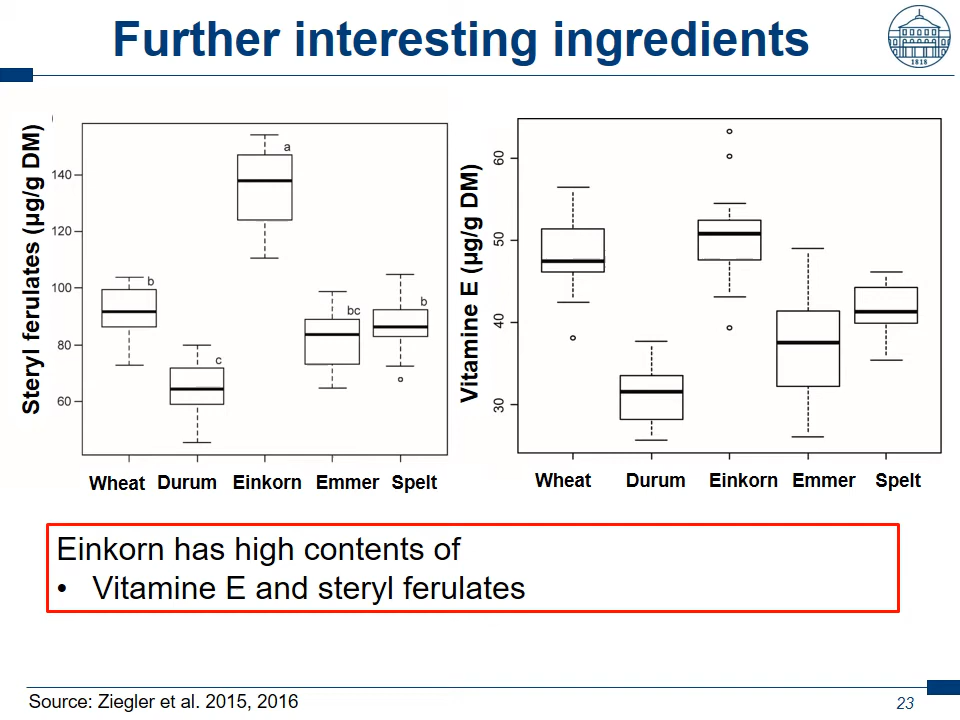 Further interesting ingredients
1818
Steryl ferulates (µg/g DM)
140
120
100
80
60
b
c
a
bc
b
Wheat Durum Einkorn Emmer Spelt
Vitamine E (µg/g DM)
60
50
40
30
Wheat Durum Einkorn Emmer Spelt
Einkorn has high contents of
• Vitamine E and steryl ferulates
Source: Ziegler et al. 2015, 2016
23